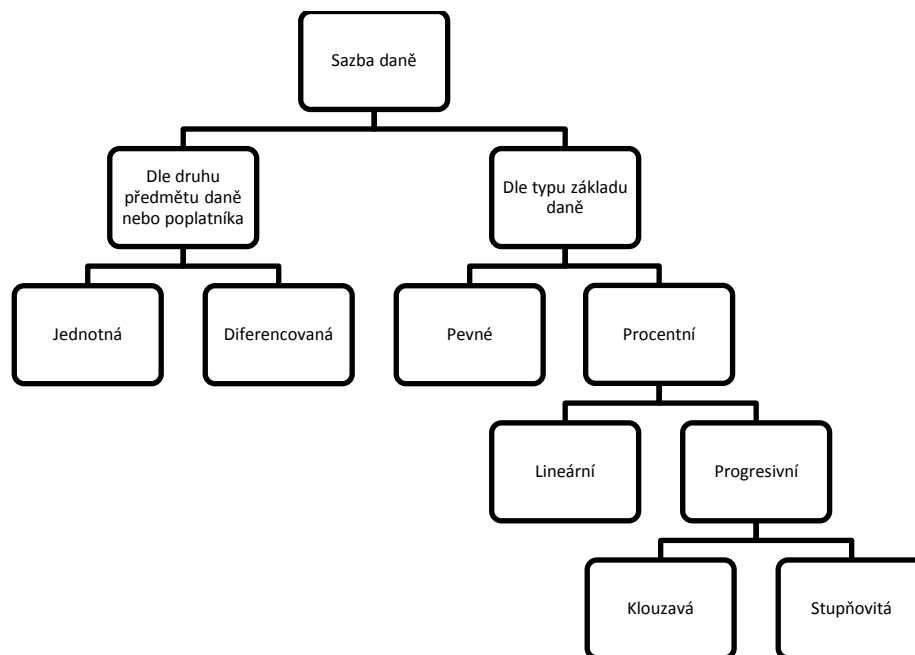 Sazba daně
Dle druhu
předmětu daně
nebo poplatníka
Dle typu základu
daně
Jednotná
Diferencovaná
Pevné
Procentní
Lineární
Progresivní
Klouzavá
Stupňovitá